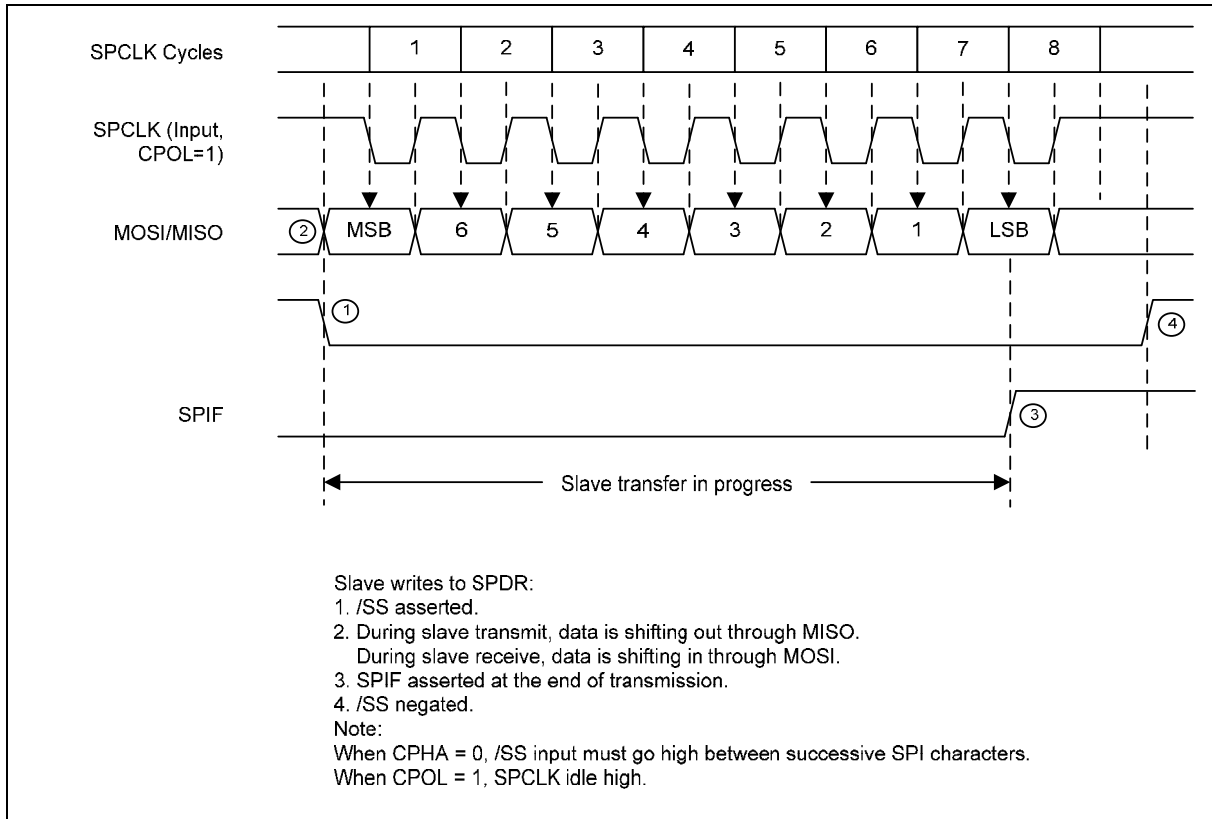 SPCLK Cycles
1 2 3 4 5 6 7 8
SPCLK (Input,
CPOL=1)
MOSI/MISO
2 MSB 6 5 4 3 2 1 LSB
1
4
SPIF
3
Slave transfer in progress
Slave writes to SPDR:
1. /SS asserted.
2. During slave transmit, data is shifting out through MISO.
During slave receive, data is shifting in through MOSI.
3. SPIF asserted at the end of transmission.
4. /SS negated.
Note:
When CPHA = 0, /SS input must go high between successive SPI characters.
When CPOL = 1, SPCLK idle high.